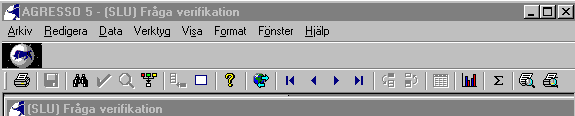 AGRESSO 5 - (SLU) Fråga verifikation
Arkiv Redigera Data Verktyg Visa Format Fönster Hjälp
? Σ
(SLU) Fråga verifikation